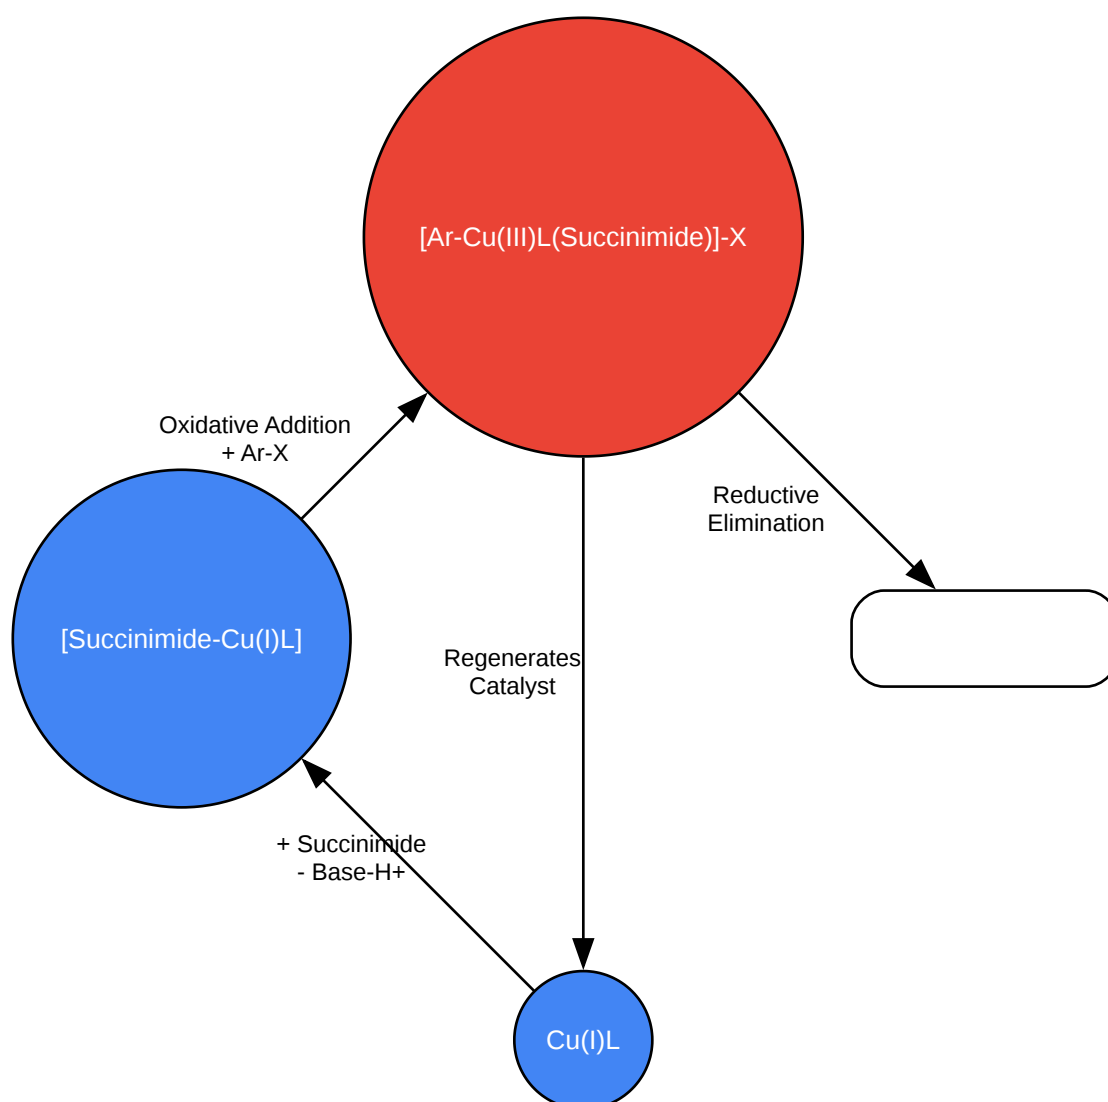 [Ar-Cu(III)L(Succinimide)]-X
Oxidative Addition
+ Ar-X
Reductive
Elimination
[Succinimide-Cu(I)L]
Regenerates
Catalyst
+ Succinimide
- Base-H+
Cu(I)L